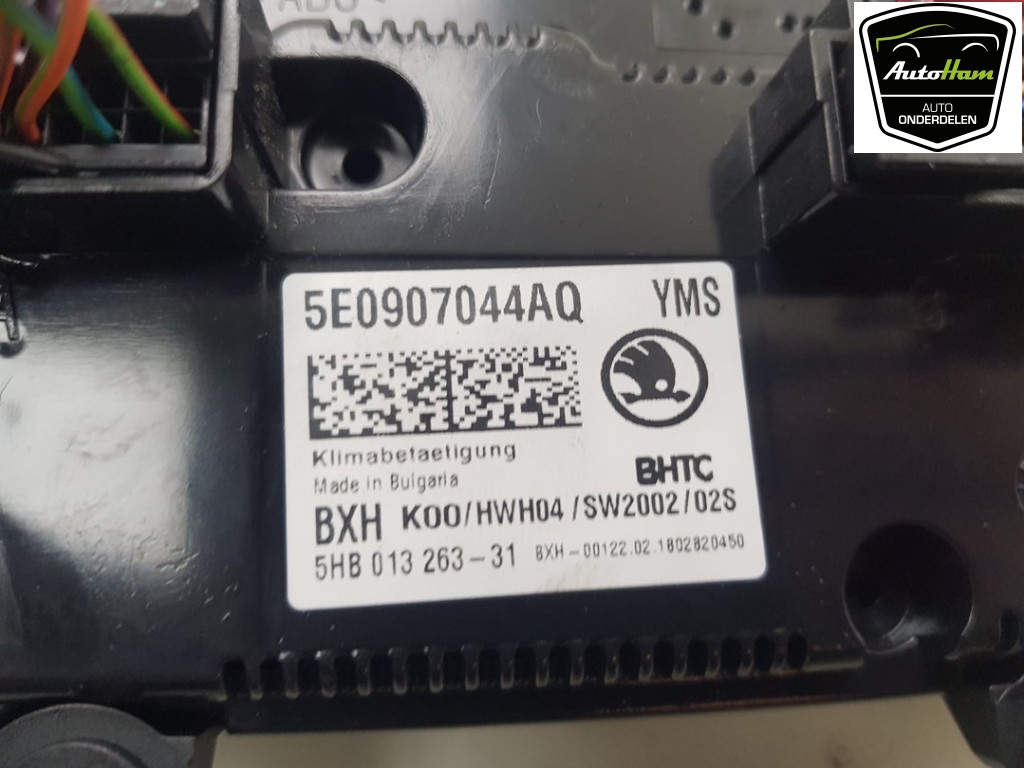 ABS
AutoHam
AUTO
ONDERDELEN
5E0907044AQ YMS
Klimabetaetigung
Made in Bulgaria
BHTC
BXH K00/HWH04/SW2002/02S
5HB 013 263-31 BXH-00122.02.1802820450